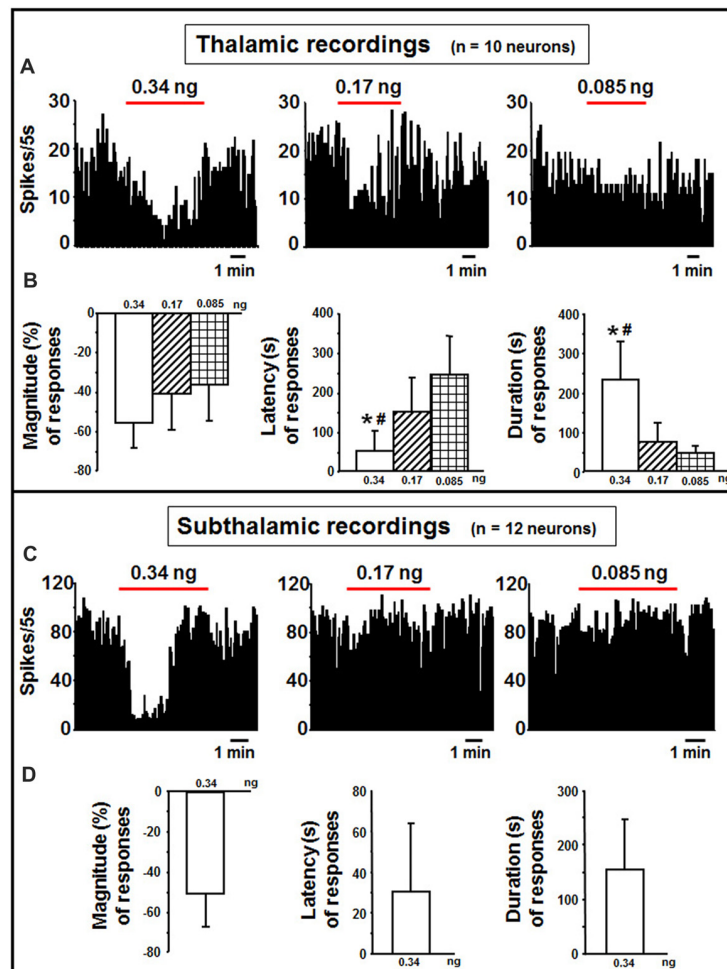 Thalamic recordings (n = 10 neurons)
A
0.34 ng 0.17 ng 0.085 ng
Spikes/5s
30 30 30
20 20 20
10 10 10
0 0 0
1 min 1 min 1 min
B
Magnitude (%)
of responses
0
-20
-40
-60
-80
0.34 0.17 0.085 ng
Latency (s)
of responses
400
300
200
100
0
* #
0.34 0.17 0.085 ng
Duration (s)
of responses
400
300
200
100
0
* #
0.34 0.17 0.085 ng
Subthalamic recordings (n = 12 neurons)
C
0.34 ng 0.17 ng 0.085 ng
Spikes/5s
120 120 120
80 80 80
40 40 40
0 0 0
1 min 1 min 1 min
D
Magnitude (%)
of responses
0
-20
-40
-60
-80
0.34 ng
Latency (s)
of responses
80
60
40
20
0
0.34 ng
Duration (s)
of responses
300
200
100
0
0.34 ng